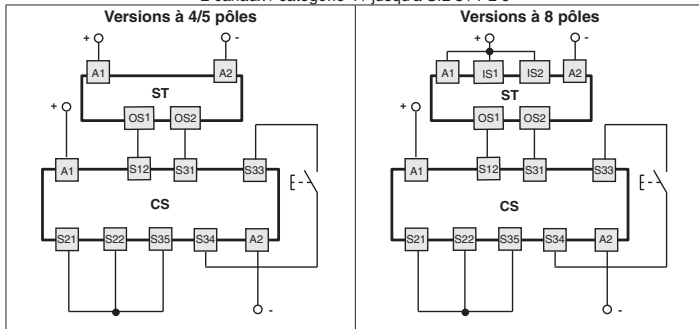 Versions à 4/5 pôles
+ -
A1 A2
ST
OS1 OS2
+
A1 S12 S31 S33
CS
S21 S22 S35 S34 A2
-
Versions à 8 pôles
+ -
A1 IS1 IS2 A2
ST
OS1 OS2
+
A1 S12 S31 S33
CS
S21 S22 S35 S34 A2
-